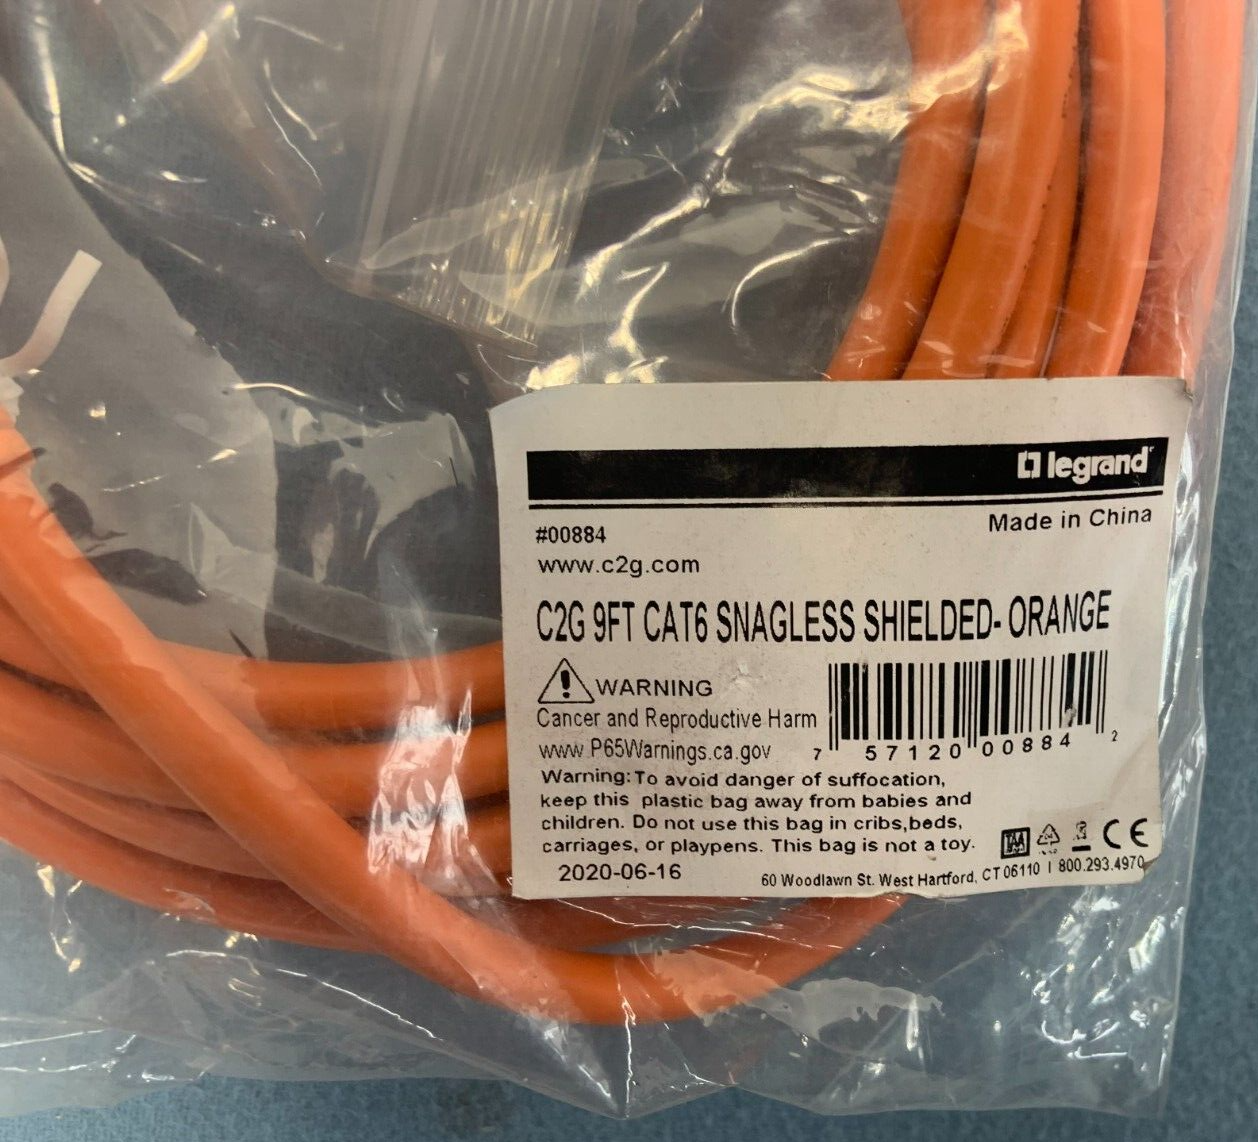 legrand
#00884
Made in China
www.c2g.com
C2G 9FT CAT6 SNAGLESS SHIELDED- ORANGE
WARNING
Cancer and Reproductive Harm
www.P65Warnings.ca.gov
7 57120 00884 2
Warning:To avoid danger of suffocation,
keep this plastic bag away from babies and
children. Do not use this bag in cribs,beds,
carriages, or playpens. This bag is not a toy.
TAA
CE
2020-06-16
60 Woodlawn St. West Hartford, CT 06110 | 800.293.4970